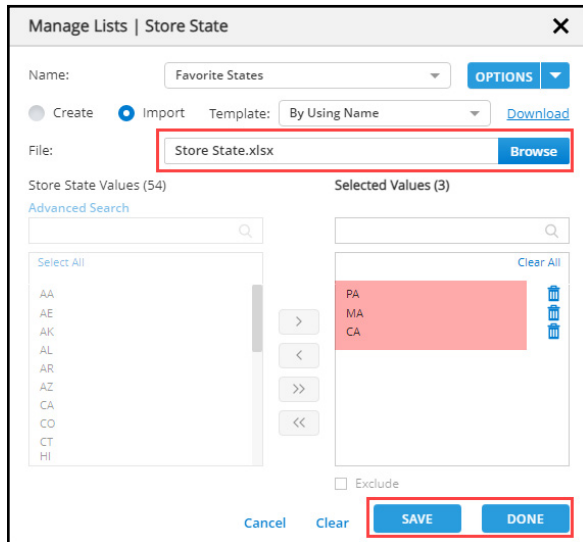 Manage Lists | Store State
Name: Favorite States OPTIONS
Create Import Template: By Using Name Download
File: Store State.xlsx Browse
Store State Values (54)
Advanced Search
Select All
AA
AE
AK
AL
AR
AZ
CA
CO
CT
HI
Selected Values (3)
Clear All
PA
MA
CA
Exclude
Cancel Clear SAVE DONE